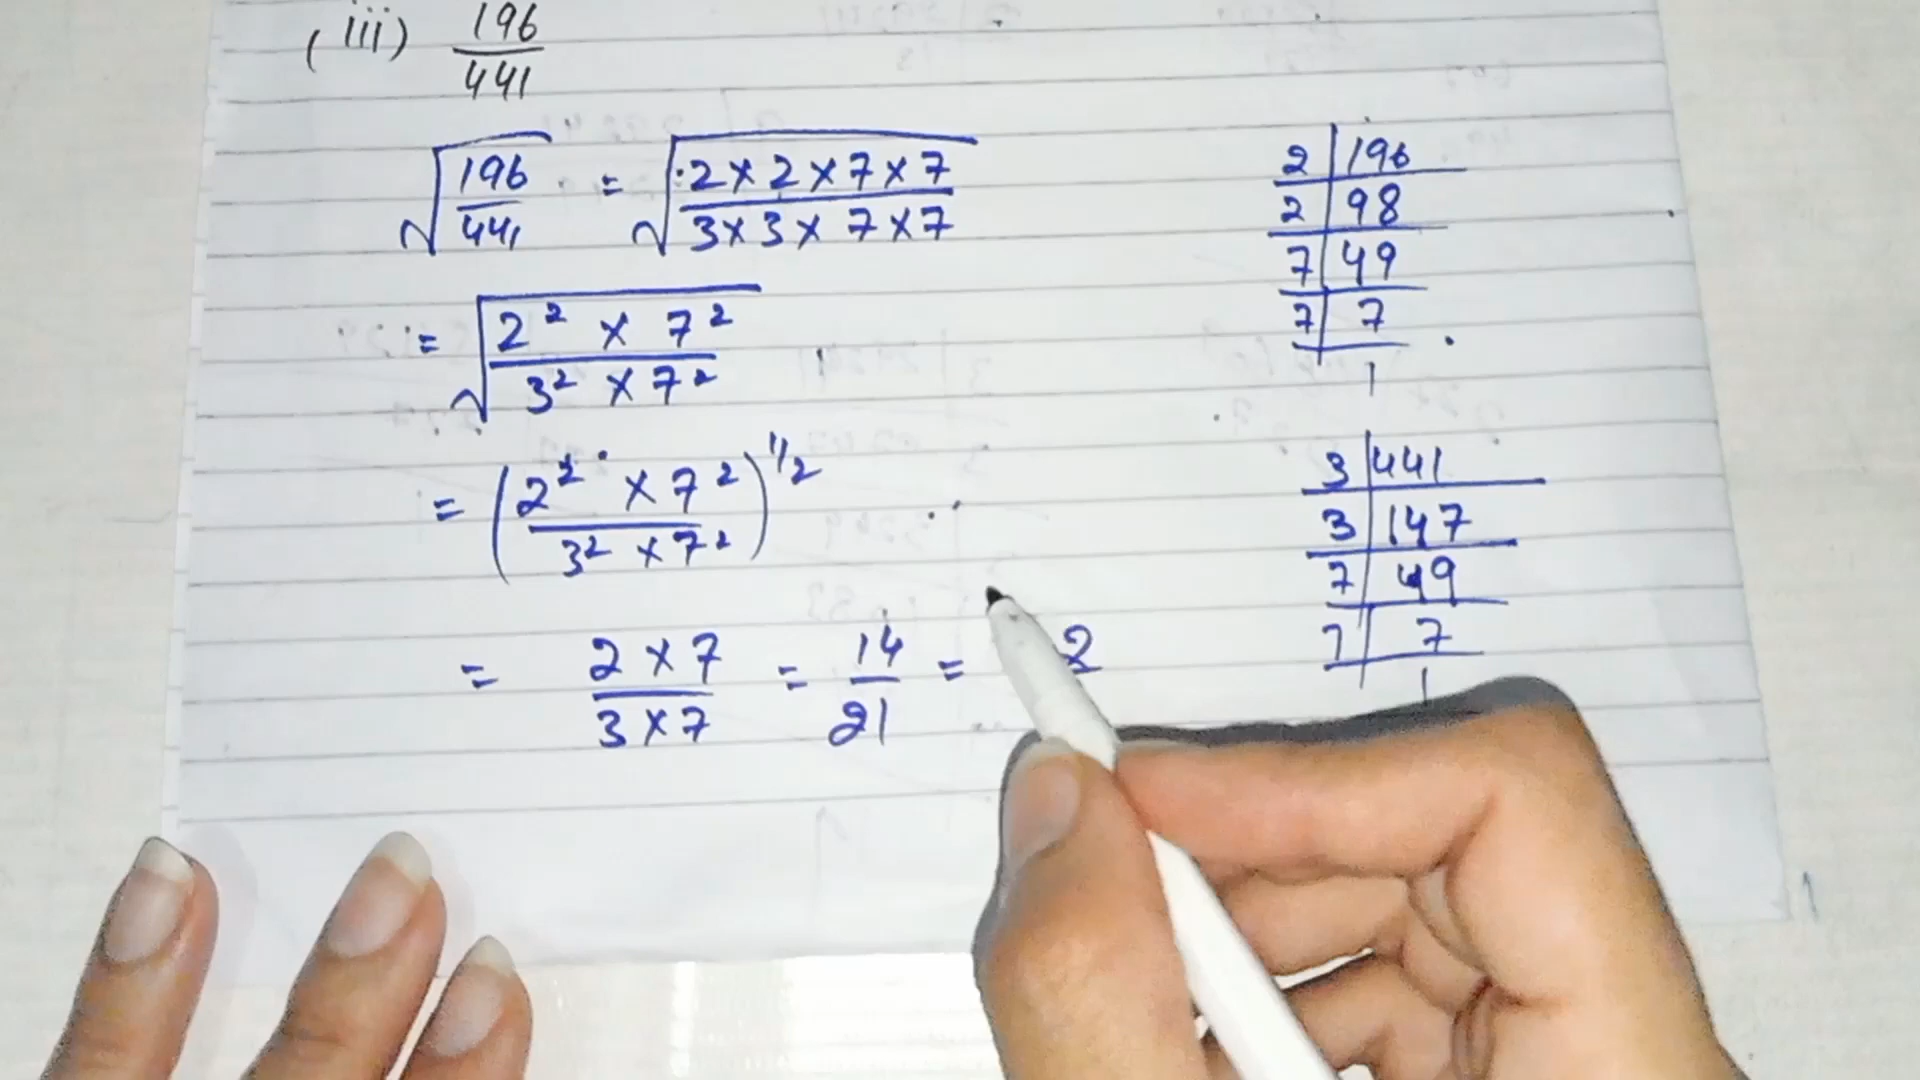 (iii) 196/441
√(196/441) = √((2 × 2 × 7 × 7)/(3 × 3 × 7 × 7))
= √((2² × 7²)/(3² × 7²))
= ((2² × 7²)/(3² × 7²))^1/2
= (2 × 7)/(3 × 7) = 14/21 = 2
2 | 196
2 | 98
7 | 49
7 | 7
1
3 | 441
3 | 147
7 | 49
7 | 7
1